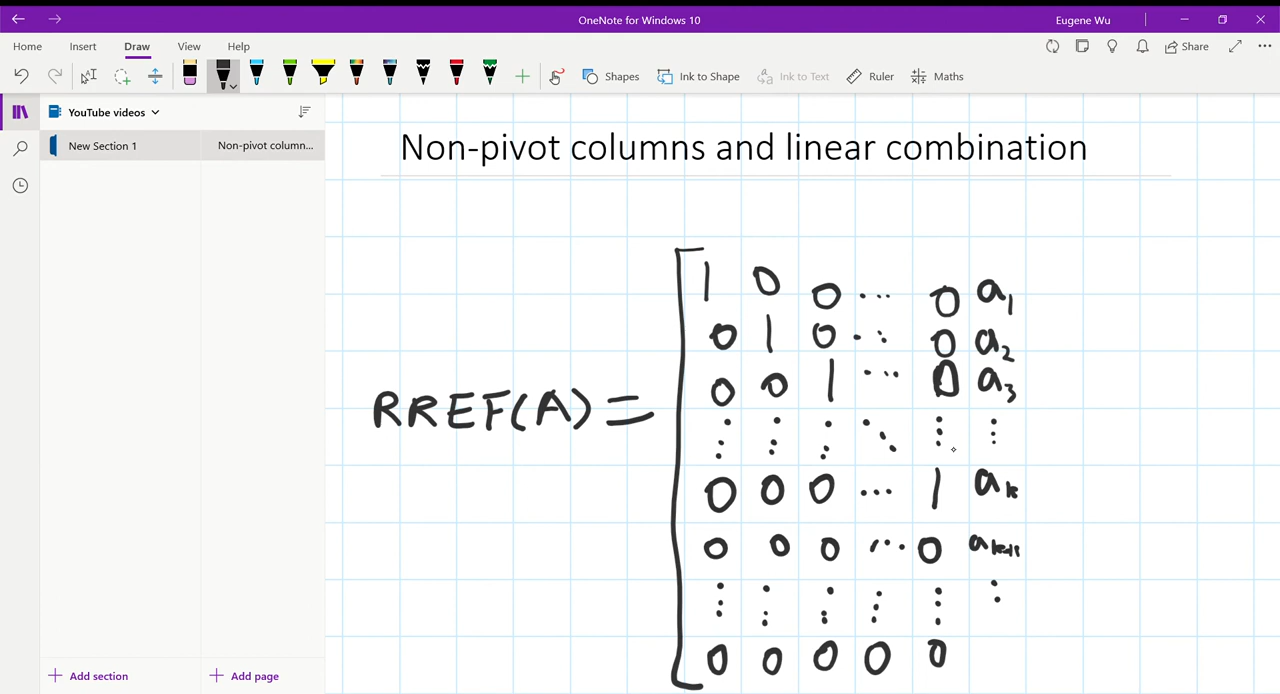 OneNote for Windows 10
Eugene Wu
Home Insert Draw View Help
Share
Shapes Ink to Shape Ink to Text Ruler Maths
YouTube videos
New Section 1
Non-pivot column...
Non-pivot columns and linear combination
RREF(A) =
1 0 0 ... 0 a₁
0 1 0 ... 0 a₂
0 0 1 ... 0 a₃
⋮ ⋮ ⋮ ⋱ ⋮ ⋮
0 0 0 ... 1 aₖ
0 0 0 ... 0 aₖ₊₁
⋮ ⋮ ⋮ ⋮ ⋮ :
0 0 0 0 0
Add section
Add page